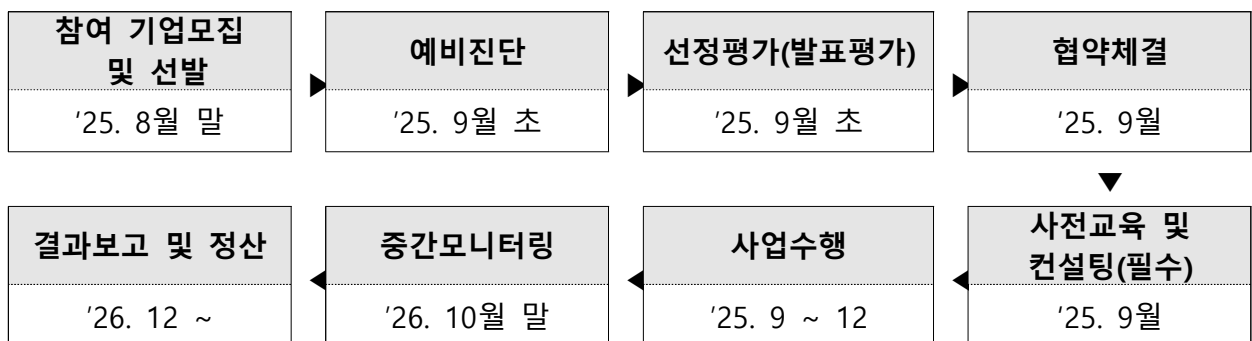 참여 기업모집
및 선발
'25. 8월 말
예비진단
'25. 9월 초
선정평가(발표평가)
'25. 9월 초
협약체결
'25. 9월
사전교육 및
컨설팅(필수)
'25. 9월
사업수행
'25. 9 ~ 12
중간모니터링
'26. 10월 말
결과보고 및 정산
'26. 12 ~